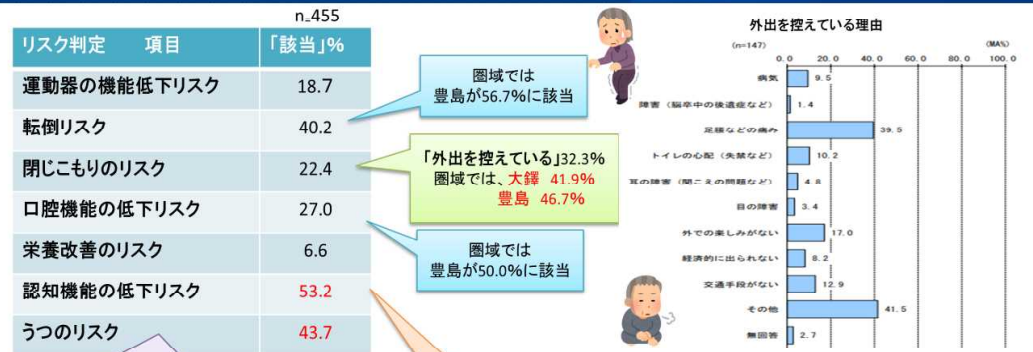 n=455
リスク判定 項目 「該当」%
運動器の機能低下リスク 18.7
転倒リスク 40.2
閉じこもりのリスク 22.4
口腔機能の低下リスク 27.0
栄養改善のリスク 6.6
認知機能の低下リスク 53.2
うつのリスク 43.7
圏域では
豊島が56.7%に該当
「外出を控えている」32.3%
圏域では、大鐸 41.9%
豊島 46.7%
圏域では
豊島が50.0%に該当
外出を控えている理由
(n=147) (MA%)
0.0 20.0 40.0 60.0 80.0 100.0
病気 9.5
障害（脳卒中の後遺症など） 1.4
足腰などの痛み 39.5
トイレの心配（失禁など） 10.2
耳の障害（聞こえの問題など） 4.8
目の障害 3.4
外での楽しみがない 17.0
経済的に出られない 8.2
交通手段がない 12.9
その他 41.5
無回答 2.7